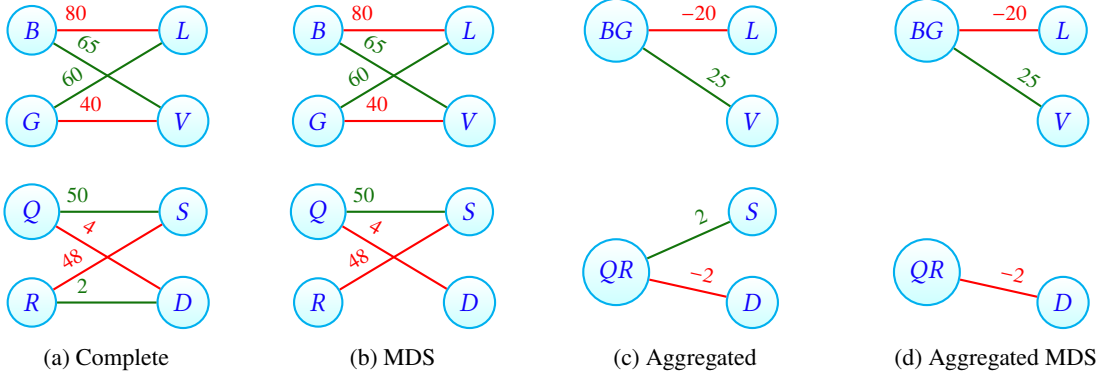 80 80 −20 −20
B L B L BG L BG L
65 65
60 60 25 25
40 40
G V G V V V
50 50
Q S Q S 2 S
4 4
48 48 QR −2 QR −2
2
R D R D D D
(a) Complete (b) MDS (c) Aggregated (d) Aggregated MDS